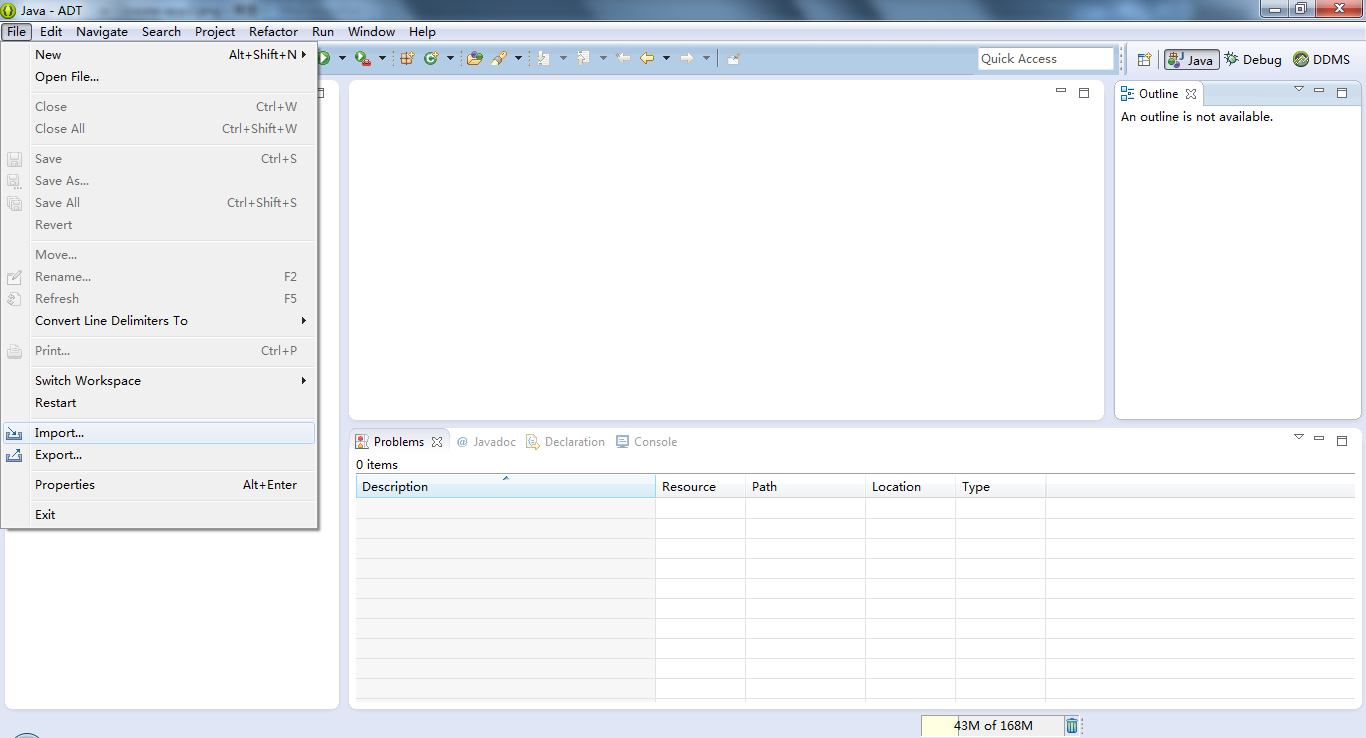 Java - ADT
File Edit Navigate Search Project Refactor Run Window Help
New Alt+Shift+N
Open File...
Close Ctrl+W
Close All Ctrl+Shift+W
Save Ctrl+S
Save As...
Save All Ctrl+Shift+S
Revert
Move...
Rename... F2
Refresh F5
Convert Line Delimiters To
Print... Ctrl+P
Switch Workspace
Restart
Import...
Export...
Properties Alt+Enter
Exit
Quick Access
Java Debug DDMS
Outline
An outline is not available.
Problems @ Javadoc Declaration Console
0 items
Description Resource Path Location Type
43M of 168M